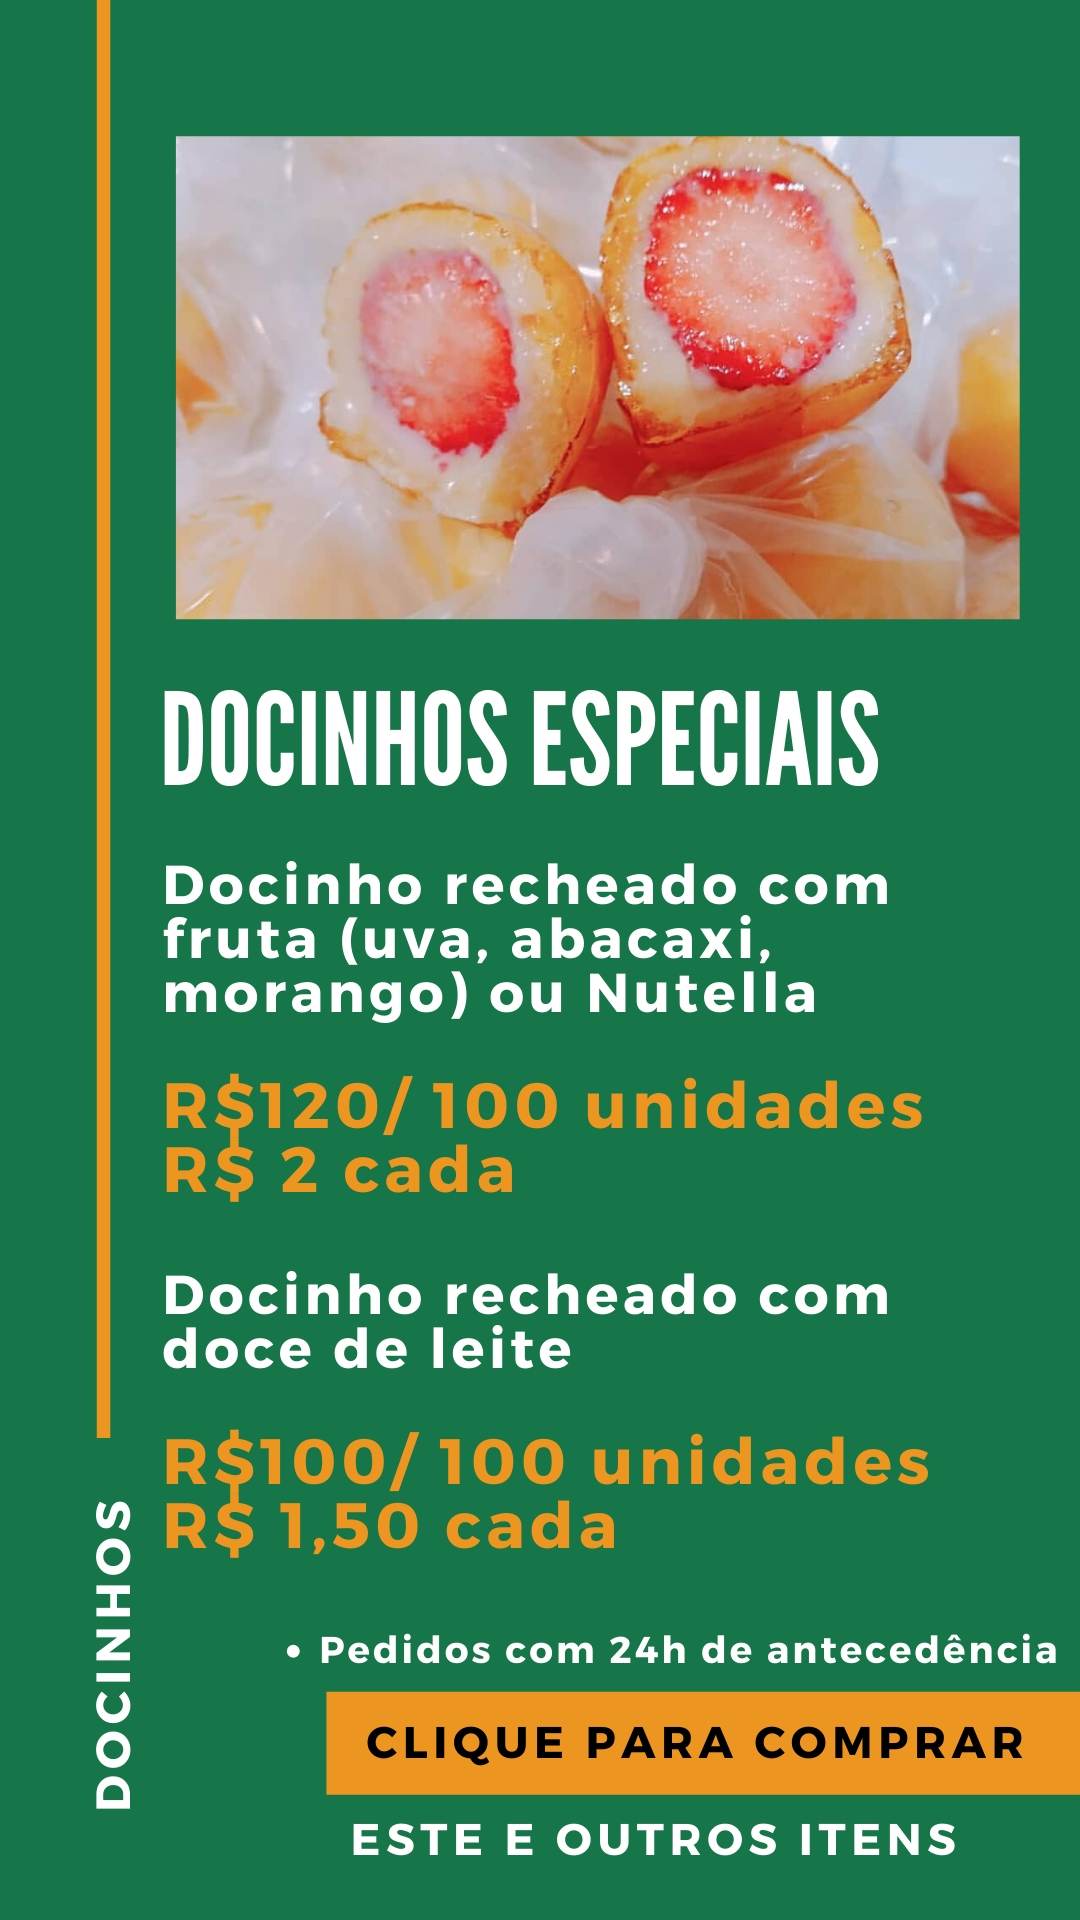 DOCINHOS ESPECIAIS
Docinho recheado com
fruta (uva, abacaxi,
morango) ou Nutella
R$120/ 100 unidades
R$ 2 cada
Docinho recheado com
doce de leite
R$100/ 100 unidades
R$ 1,50 cada
DOCINHOS
• Pedidos com 24h de antecedência
CLIQUE PARA COMPRAR
ESTE E OUTROS ITENS